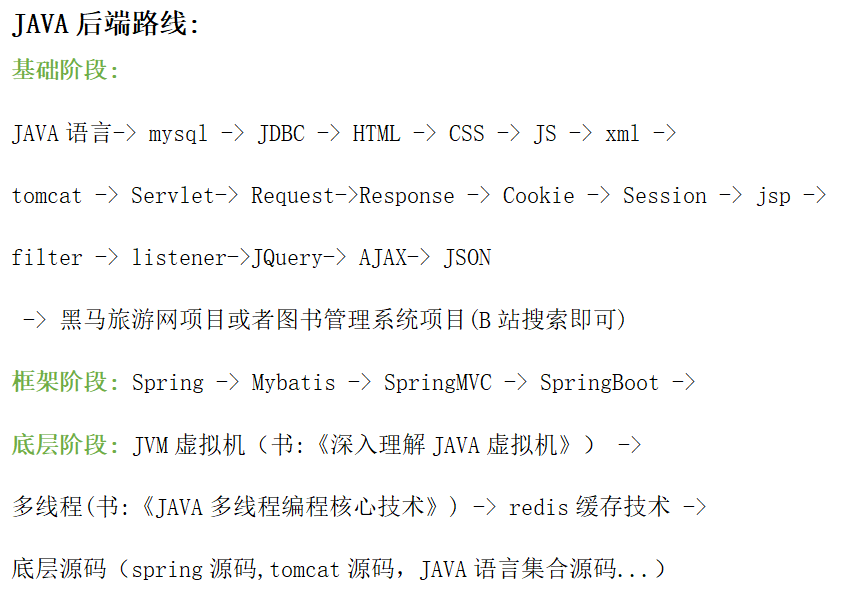 JAVA 后端路线:
基础阶段:
JAVA 语言-> mysql -> JDBC -> HTML -> CSS -> JS -> xml ->
tomcat -> Servlet-> Request->Response -> Cookie -> Session -> jsp ->
filter -> listener->JQuery-> AJAX-> JSON
-> 黑马旅游网项目或者图书管理系统项目(B 站搜索即可)
框架阶段: Spring -> Mybatis -> SpringMVC -> SpringBoot ->
底层阶段: JVM 虚拟机（书:《深入理解 JAVA 虚拟机》） ->
多线程(书:《JAVA 多线程编程核心技术》) -> redis 缓存技术 ->
底层源码（spring 源码,tomcat 源码，JAVA 语言集合源码...）